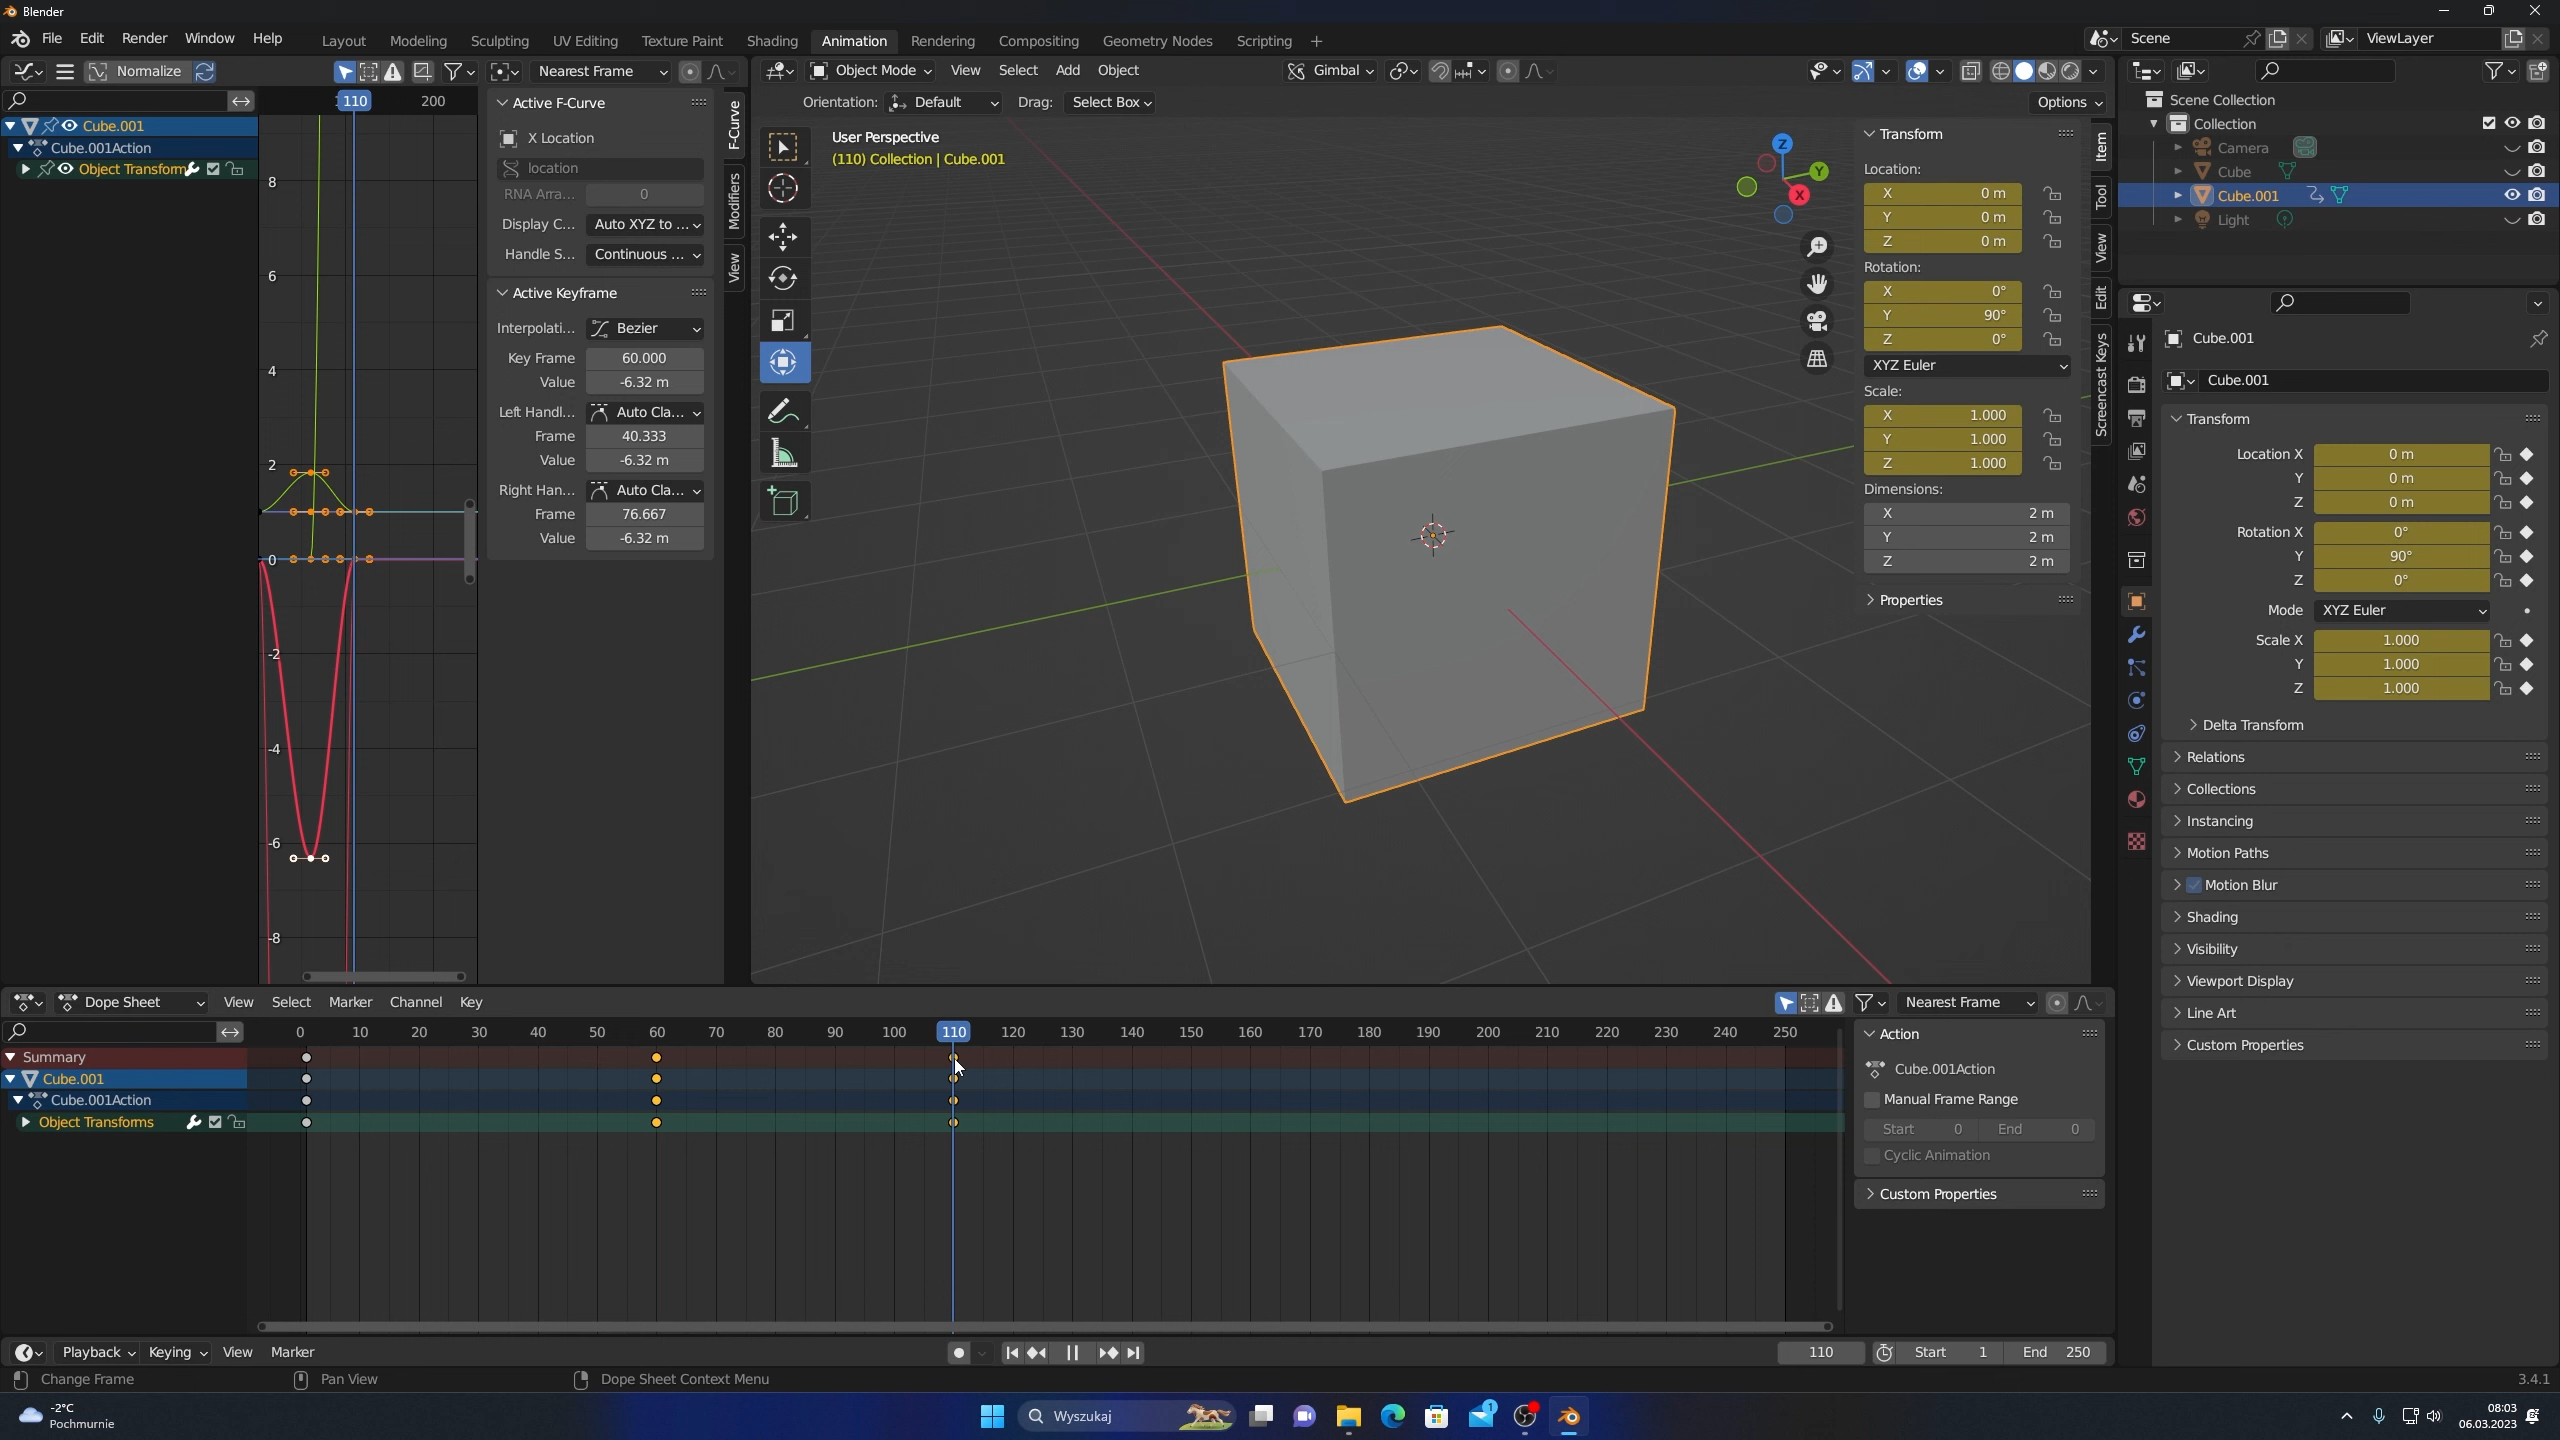 Blender
File Edit Render Window Help Layout Modeling Sculpting UV Editing Texture Paint Shading Animation Rendering Compositing Geometry Nodes Scripting + Scene ViewLayer
Normalize Nearest Frame Object Mode View Select Add Object Gimbal
Orientation: Default Drag: Select Box Options
110 200
Cube.001
Cube.001Action
Object Transform
8
6
4
2
0
-2
-4
-6
-8
Active F-Curve
X Location
location
RNA Arra... 0
Display C... Auto XYZ to ...
Handle S... Continuous ...
Active Keyframe
Interpolati... Bezier
Key Frame 60.000
Value -6.32 m
Left Handl... Auto Cla...
Frame 40.333
Value -6.32 m
Right Han... Auto Cla...
Frame 76.667
Value -6.32 m
F-Curve
Modifiers
View
User Perspective
(110) Collection | Cube.001
Z
Y
X
Transform
Location:
X 0 m
Y 0 m
Z 0 m
Rotation:
X 0°
Y 90°
Z 0°
XYZ Euler
Scale:
X 1.000
Y 1.000
Z 1.000
Dimensions:
X 2 m
Y 2 m
Z 2 m
Properties
Item
Tool
View
Edit
Screencast Keys
Scene Collection
Collection
Camera
Cube
Cube.001
Light
Cube.001
Cube.001
Transform
Location X 0 m
Y 0 m
Z 0 m
Rotation X 0°
Y 90°
Z 0°
Mode XYZ Euler
Scale X 1.000
Y 1.000
Z 1.000
Delta Transform
Relations
Collections
Instancing
Motion Paths
Motion Blur
Shading
Visibility
Viewport Display
Line Art
Custom Properties
Dope Sheet View Select Marker Channel Key Nearest Frame
0 10 20 30 40 50 60 70 80 90 100 110 120 130 140 150 160 170 180 190 200 210 220 230 240 250
Summary
Cube.001
Cube.001Action
Object Transforms
Action
Cube.001Action
Manual Frame Range
Start 0 End 0
Cyclic Animation
Custom Properties
Playback Keying View Marker 110 Start 1 End 250
Change Frame Pan View Dope Sheet Context Menu 3.4.1
-2°C
Pochmurnie
Wyszukaj
1
08:03
06.03.2023